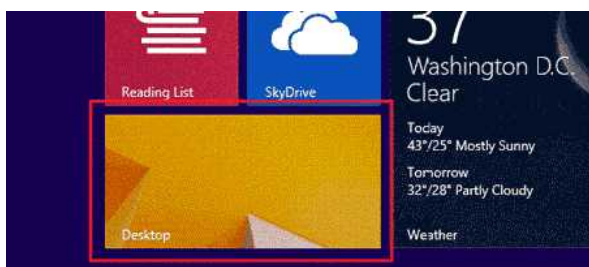 Reading List
SkyDrive
Desktop
37
Washington D.C.
Clear
Today
43°/25° Mostly Sunny
Tomorrow
32°/28° Partly Cloudy
Weather